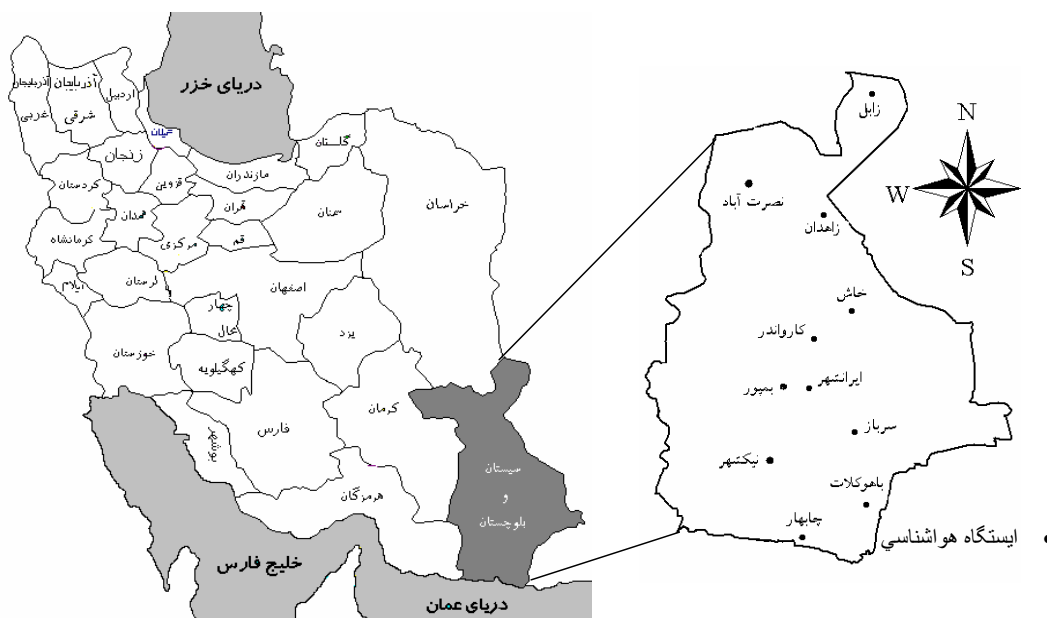 دریای خزر
آذربایجان
غربی
آذربایجان
شرقی
اردبیل
گیلان
زنجان
گلستان
مازندران
کردستان
قزوین
تهران
سمنان
خراسان
همدان
کرمانشاه
مرکزی
قم
ایلام
لرستان
اصفهان
چهار
محال
یزد
خوزستان
کهگیلویه
فارس
کرمان
بوشهر
هرمزگان
سیستان
و
بلوچستان
خلیج فارس
دریای عمان
زابل
نصرت آباد
زاهدان
خاش
کارواندر
ایرانشهر
بمپور
سرباز
نیکشهر
باهوکلات
چابهار
N
W
S
ایستگاه هواشناسي